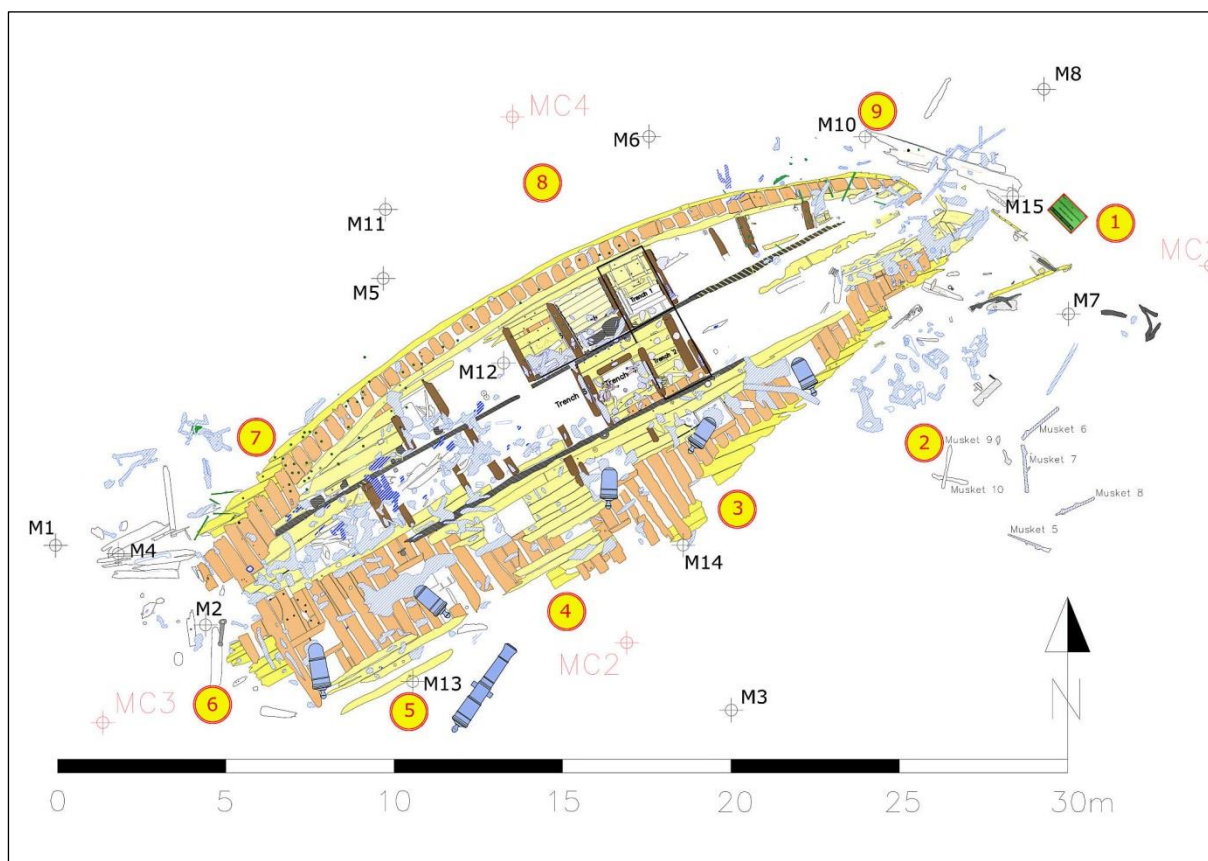 M8
9
MC4
M10
M6
8
M15
1
M11
MC
M5
Trench 1
M7
M12
Trench 2
Trench
Trench
7
2
Musket 9
Musket 6
Musket 7
Musket 10
Musket 8
3
Musket 5
M1
M4
M14
4
M2
MC2
6
M13
5
M3
MC3
N
0
5
10
15
20
25
30m